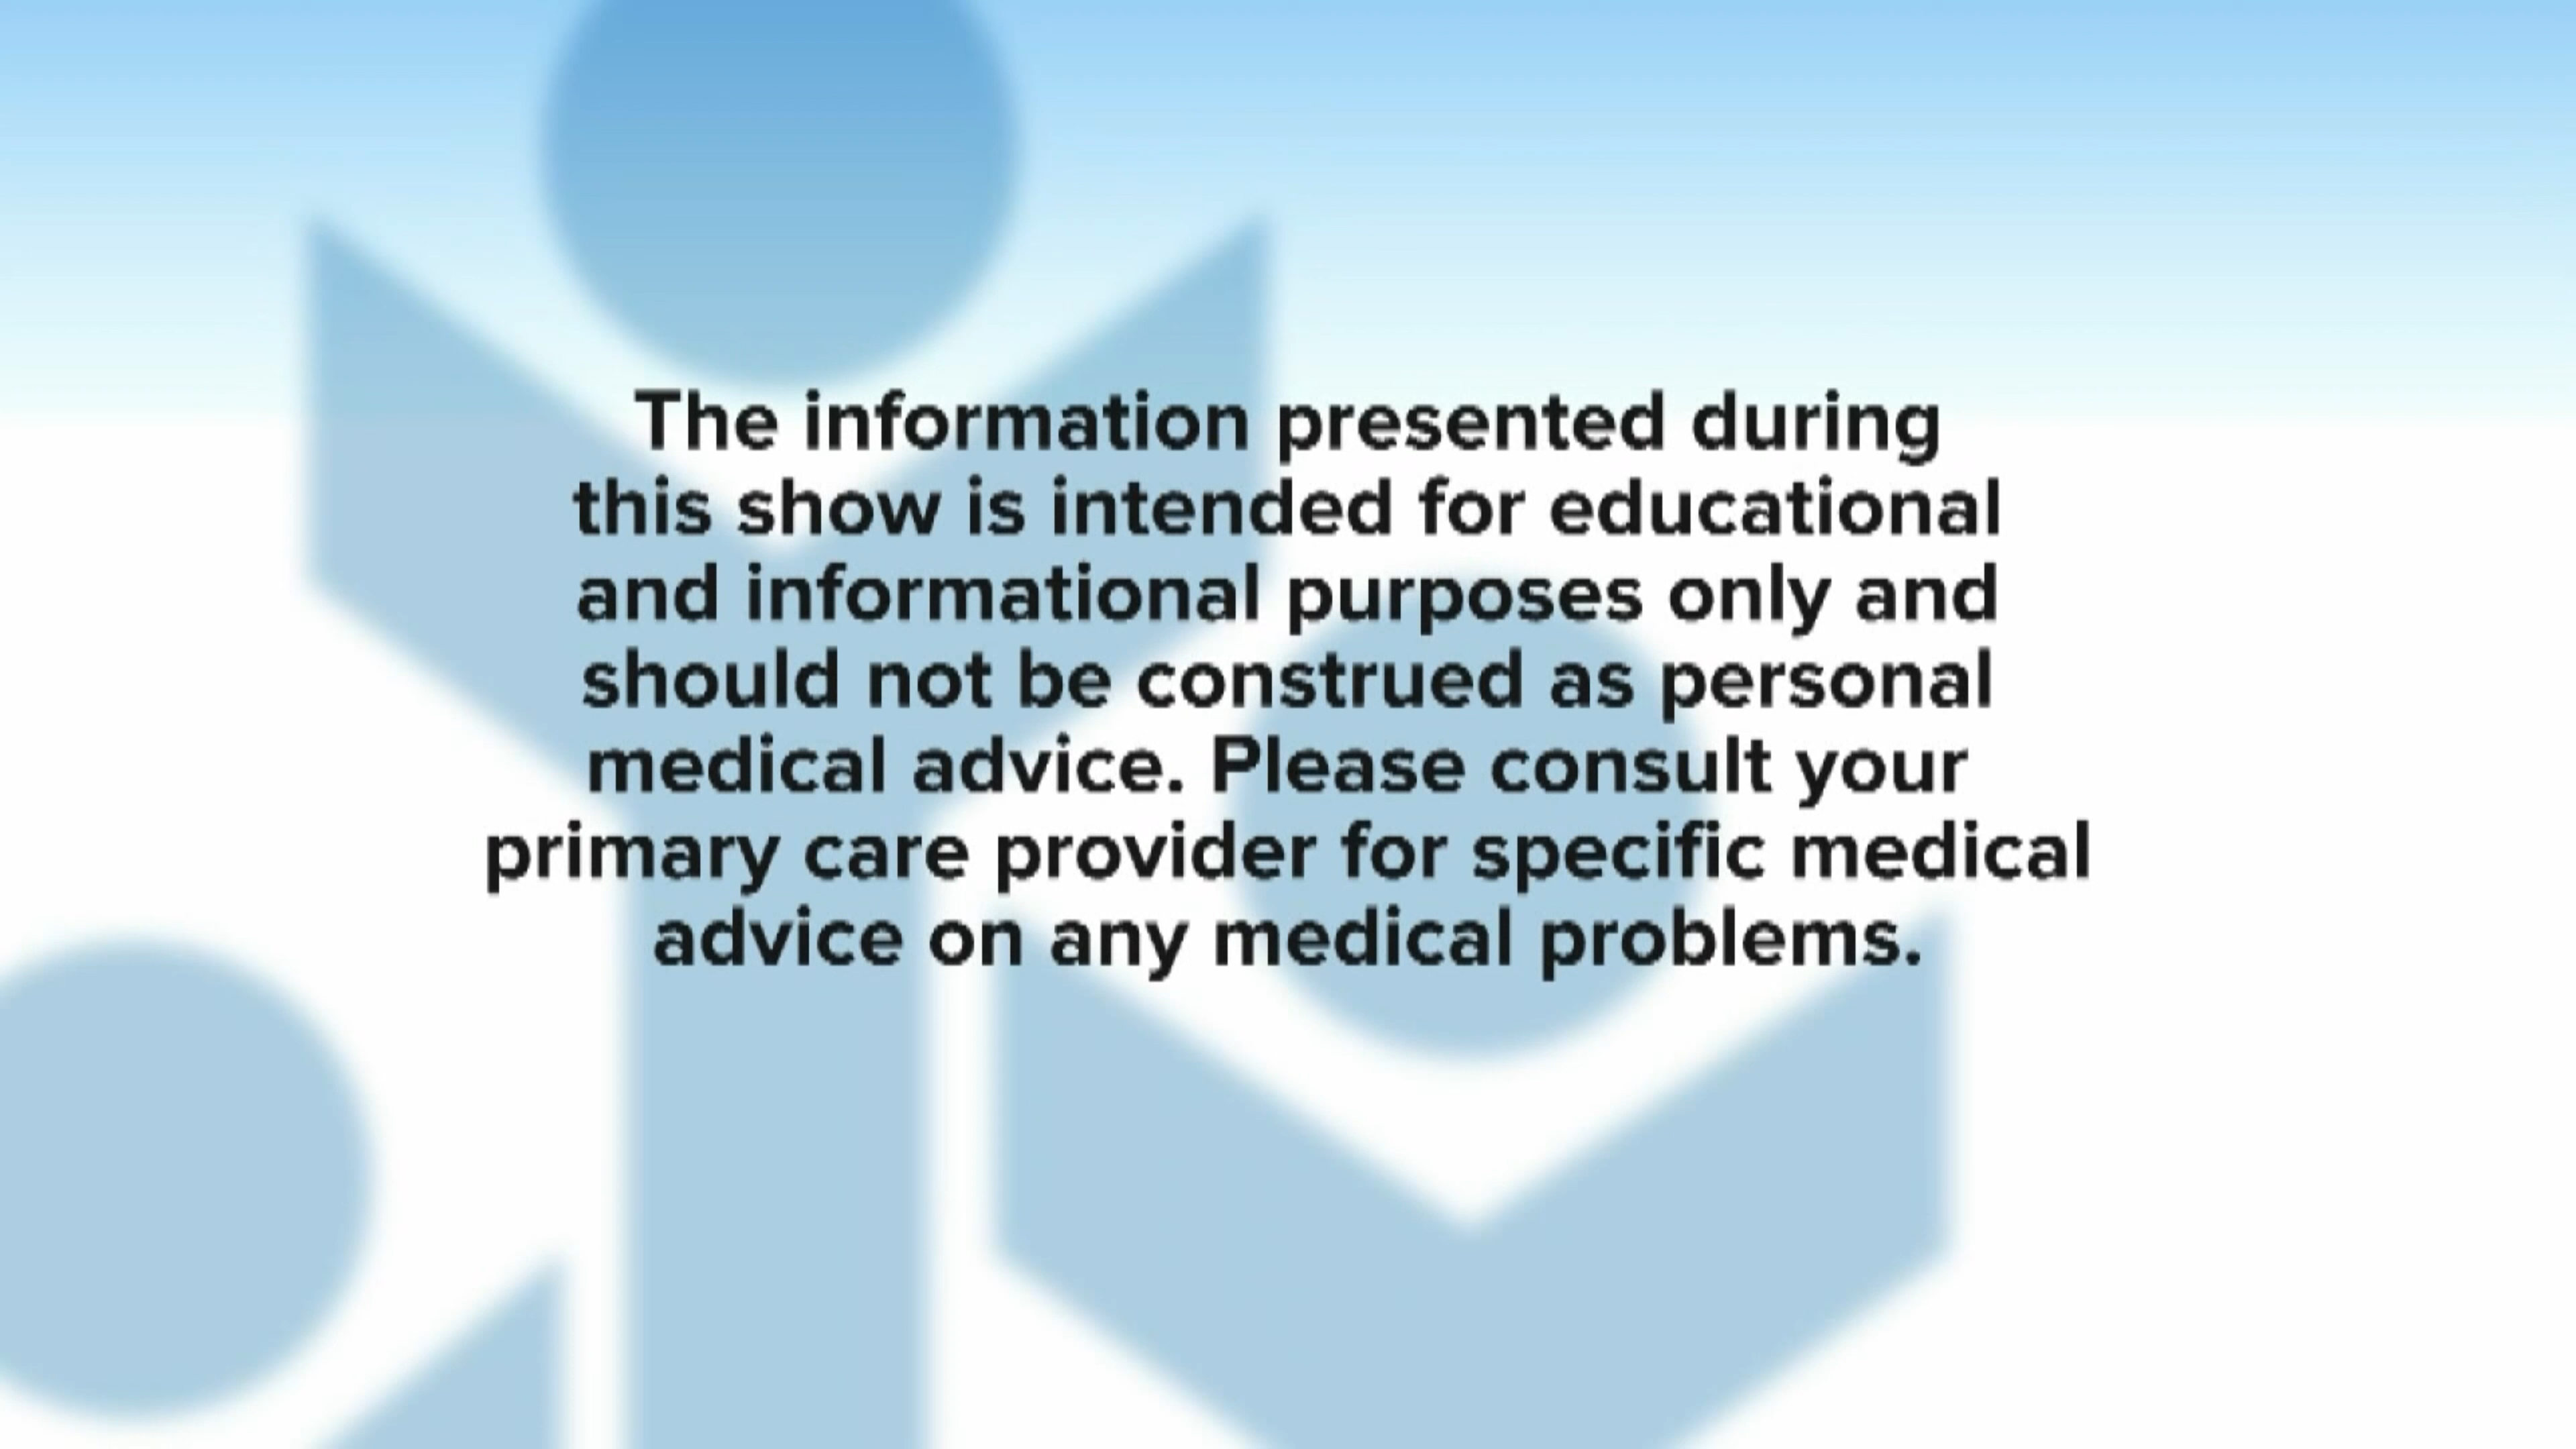 The information presented during
this show is intended for educational
and informational purposes only and
should not be construed as personal
medical advice. Please consult your
primary care provider for specific medical
advice on any medical problems.